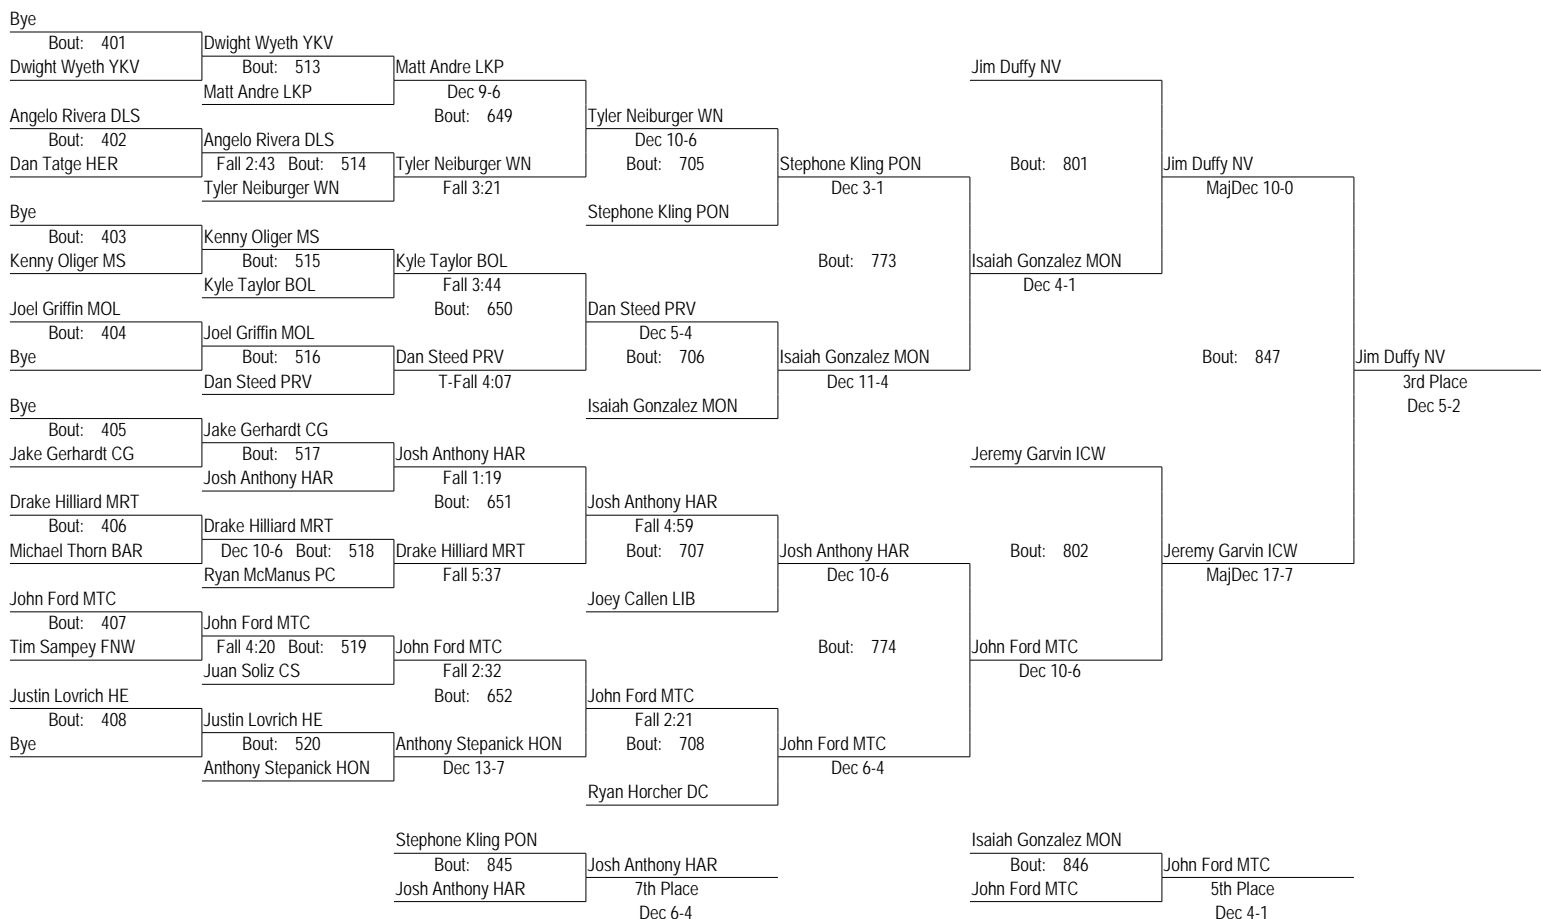 Bye
Bout: 401
Dwight Wyeth YKV
Dwight Wyeth YKV
Bout: 513
Matt Andre LKP
Matt Andre LKP
Dec 9-6
Bout: 649
Angelo Rivera DLS
Bout: 402
Dan Tatge HER
Angelo Rivera DLS
Fall 2:43 Bout: 514
Tyler Neiburger WN
Tyler Neiburger WN
Fall 3:21
Tyler Neiburger WN
Dec 10-6
Bout: 705
Stephone Kling PON
Stephone Kling PON
Dec 3-1
Bye
Bout: 403
Kenny Oliger MS
Kenny Oliger MS
Bout: 515
Kyle Taylor BOL
Kyle Taylor BOL
Fall 3:44
Bout: 650
Joel Griffin MOL
Bout: 404
Bye
Joel Griffin MOL
Bout: 516
Dan Steed PRV
Dan Steed PRV
T-Fall 4:07
Dan Steed PRV
Dec 5-4
Bout: 706
Isaiah Gonzalez MON
Isaiah Gonzalez MON
Dec 11-4
Bout: 773
Isaiah Gonzalez MON
Dec 4-1
Jim Duffy NV
Bout: 801
Jim Duffy NV
MajDec 10-0
Bye
Bout: 405
Jake Gerhardt CG
Jake Gerhardt CG
Bout: 517
Josh Anthony HAR
Josh Anthony HAR
Fall 1:19
Bout: 651
Drake Hilliard MRT
Bout: 406
Michael Thorn BAR
Drake Hilliard MRT
Dec 10-6 Bout: 518
Ryan McManus PC
Drake Hilliard MRT
Fall 5:37
Josh Anthony HAR
Fall 4:59
Bout: 707
Joey Callen LIB
Josh Anthony HAR
Dec 10-6
John Ford MTC
Bout: 407
Tim Sampey FNW
John Ford MTC
Fall 4:20 Bout: 519
Juan Soliz CS
John Ford MTC
Fall 2:32
Bout: 652
Justin Lovrich HE
Bout: 408
Bye
Justin Lovrich HE
Bout: 520
Anthony Stepanick HON
Anthony Stepanick HON
Dec 13-7
John Ford MTC
Fall 2:21
Bout: 708
Ryan Horcher DC
John Ford MTC
Dec 6-4
Bout: 774
John Ford MTC
Dec 10-6
Jeremy Garvin ICW
Bout: 802
Jeremy Garvin ICW
MajDec 17-7
Bout: 847
Jim Duffy NV
3rd Place
Dec 5-2
Stephone Kling PON
Bout: 845
Josh Anthony HAR
Josh Anthony HAR
7th Place
Dec 6-4
Isaiah Gonzalez MON
Bout: 846
John Ford MTC
John Ford MTC
5th Place
Dec 4-1